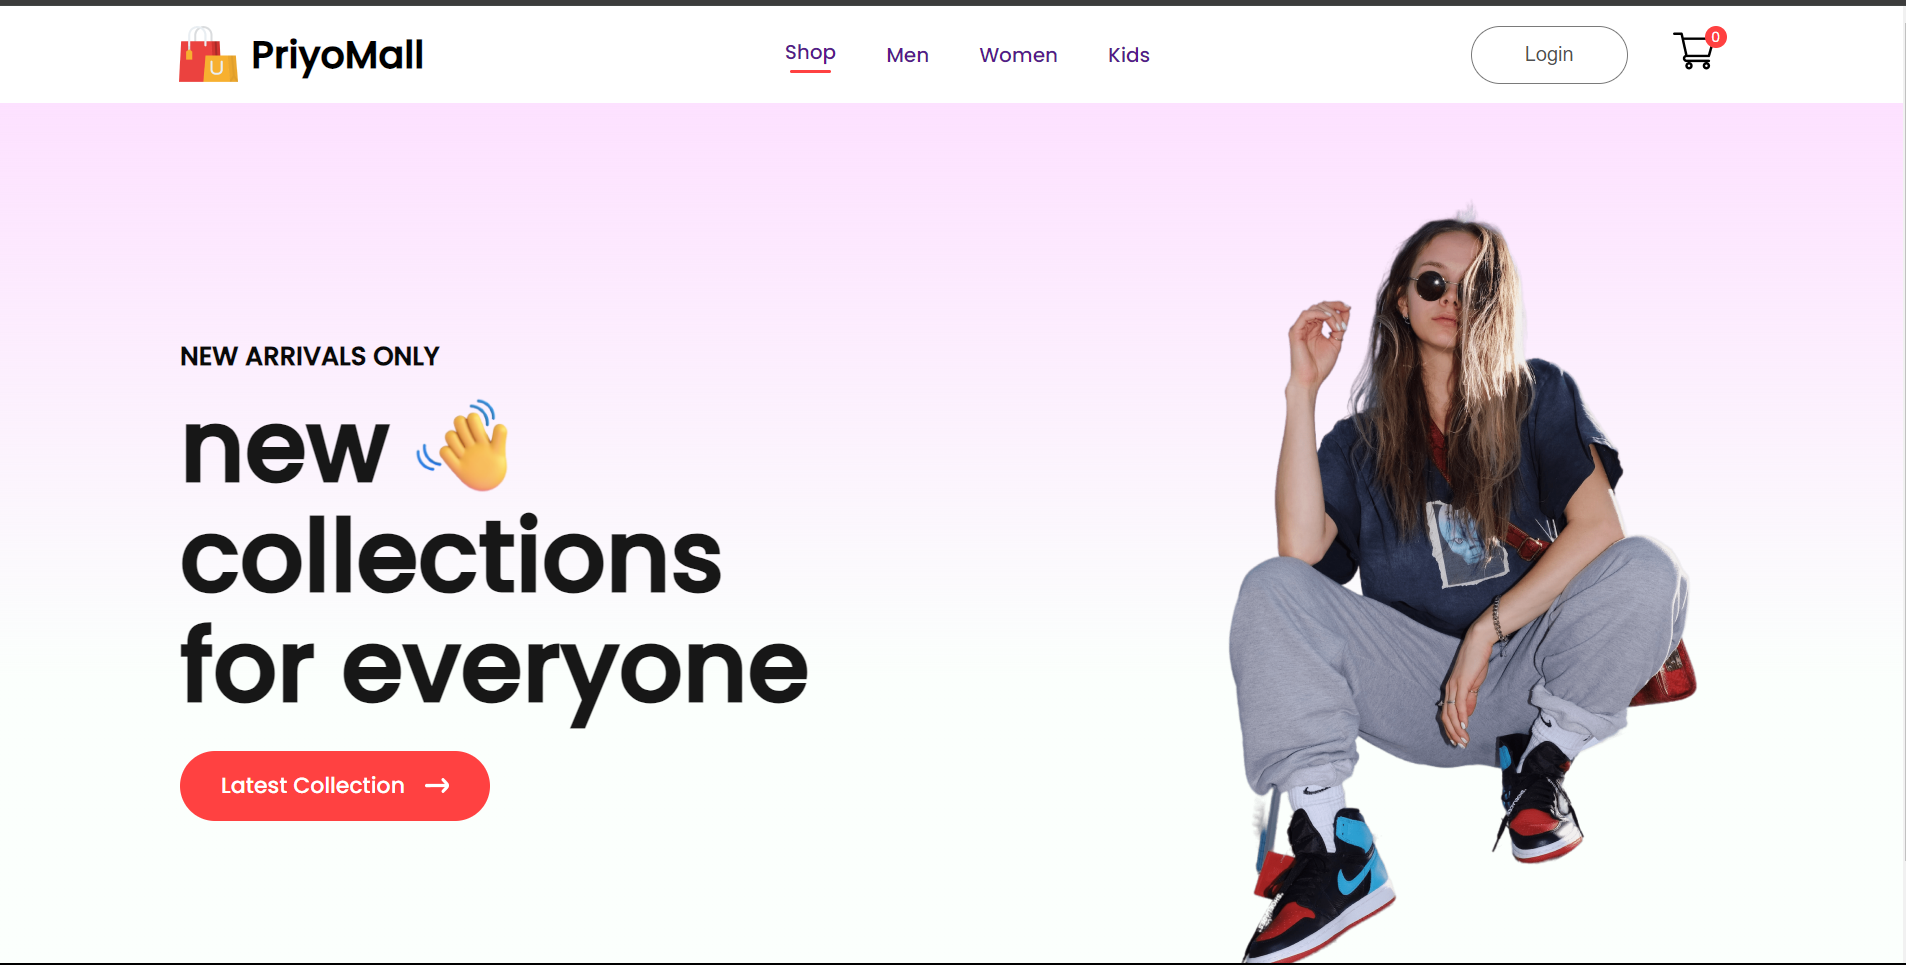 PriyoMall
Shop
Men
Women
Kids
Login
0
NEW ARRIVALS ONLY
new 👋
collections
for everyone
Latest Collection →